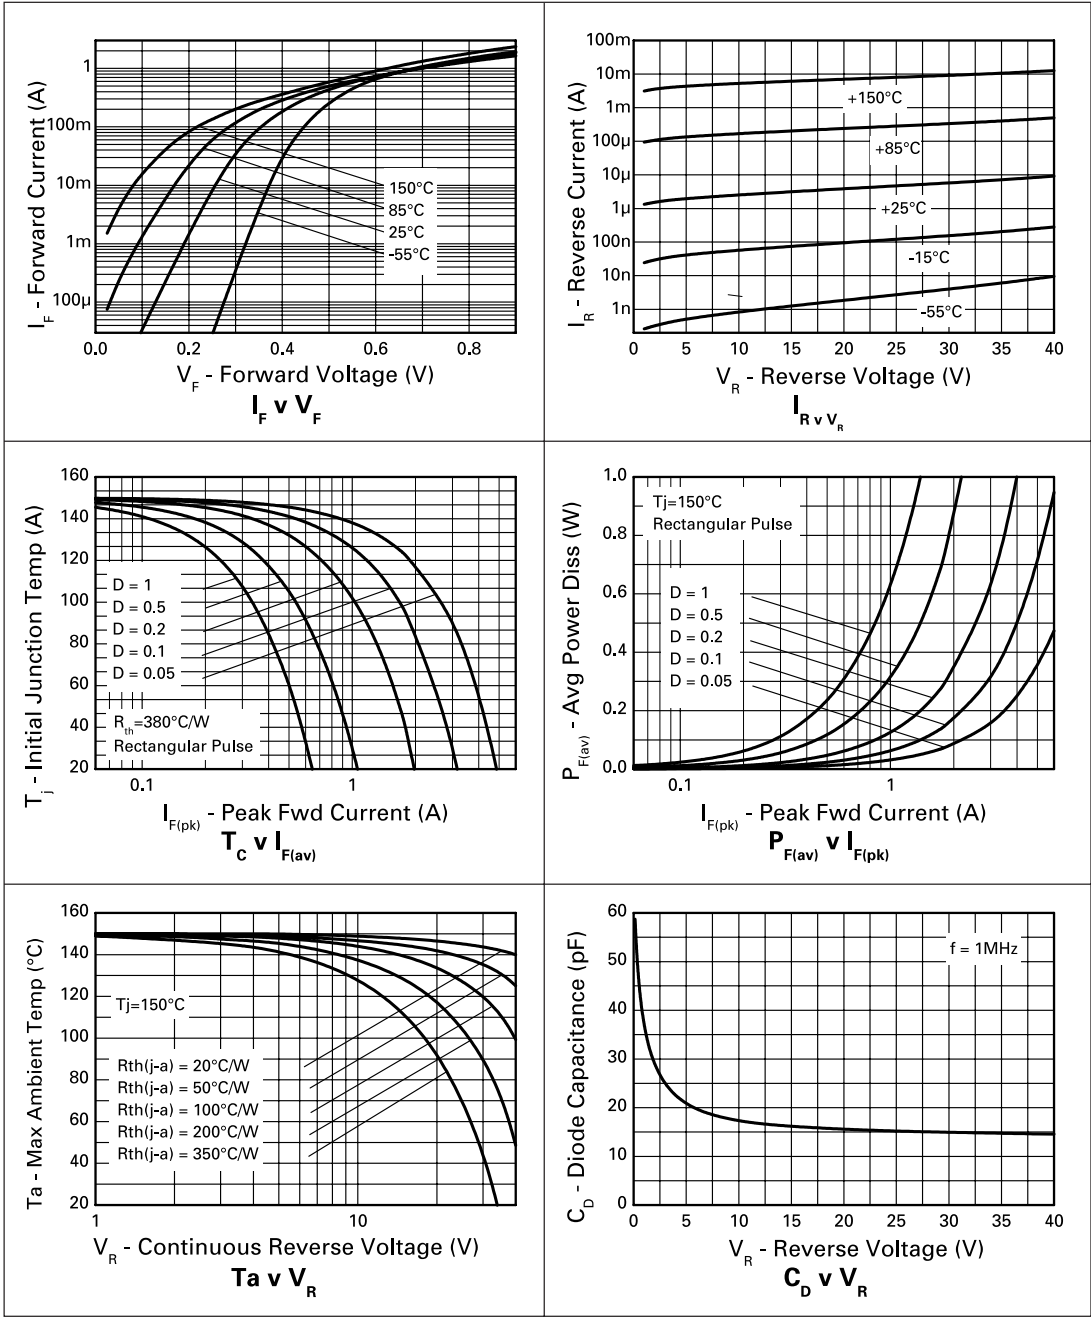 I_F - Forward Current (A)
1
100m
10m
1m
100µ
150°C
85°C
25°C
-55°C
0.0 0.2 0.4 0.6 0.8
V_F - Forward Voltage (V)
I_F v V_F
I_R - Reverse Current (A)
100m
10m
1m
100µ
10µ
1µ
100n
10n
1n
+150°C
+85°C
+25°C
-15°C
-55°C
0 5 10 15 20 25 30 35 40
V_R - Reverse Voltage (V)
I_R v V_R
T_j - Initial Junction Temp (A)
160
140
120
100
80
60
40
20
D = 1
D = 0.5
D = 0.2
D = 0.1
D = 0.05
R_th=380°C/W
Rectangular Pulse
0.1 1
I_F(pk) - Peak Fwd Current (A)
T_C v I_F(av)
P_F(av) - Avg Power Diss (W)
1.0
0.8
0.6
0.4
0.2
0.0
Tj=150°C
Rectangular Pulse
D = 1
D = 0.5
D = 0.2
D = 0.1
D = 0.05
0.1 1
I_F(pk) - Peak Fwd Current (A)
P_F(av) v I_F(pk)
Ta - Max Ambient Temp (°C)
160
140
120
100
80
60
40
20
Tj=150°C
Rth(j-a) = 20°C/W
Rth(j-a) = 50°C/W
Rth(j-a) = 100°C/W
Rth(j-a) = 200°C/W
Rth(j-a) = 350°C/W
1 10
V_R - Continuous Reverse Voltage (V)
Ta v V_R
C_D - Diode Capacitance (pF)
60
50
40
30
20
10
0
f = 1MHz
0 5 10 15 20 25 30 35 40
V_R - Reverse Voltage (V)
C_D v V_R